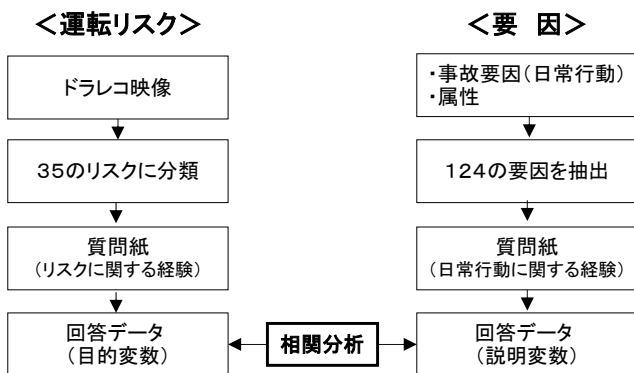 ＜運転リスク＞
ドラレコ映像
３５のリスクに分類
質問紙
（リスクに関する経験）
回答データ
（目的変数）
相関分析
＜要　因＞
・事故要因（日常行動）
・属性
１２４の要因を抽出
質問紙
（日常行動に関する経験）
回答データ
（説明変数）